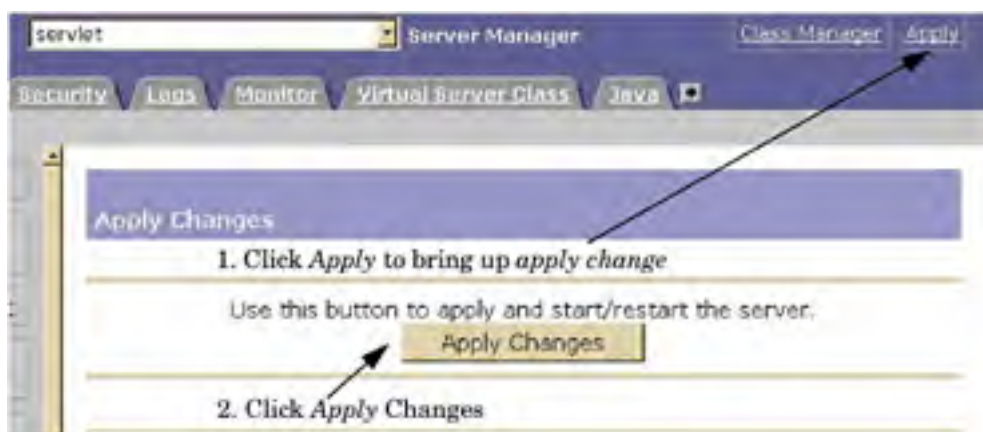 servlet Server Manager Class Manager Apply
Security Logs Monitor Virtual Server Class Java
Apply Changes
1. Click Apply to bring up apply change
Use this button to apply and start/restart the server.
Apply Changes
2. Click Apply Changes